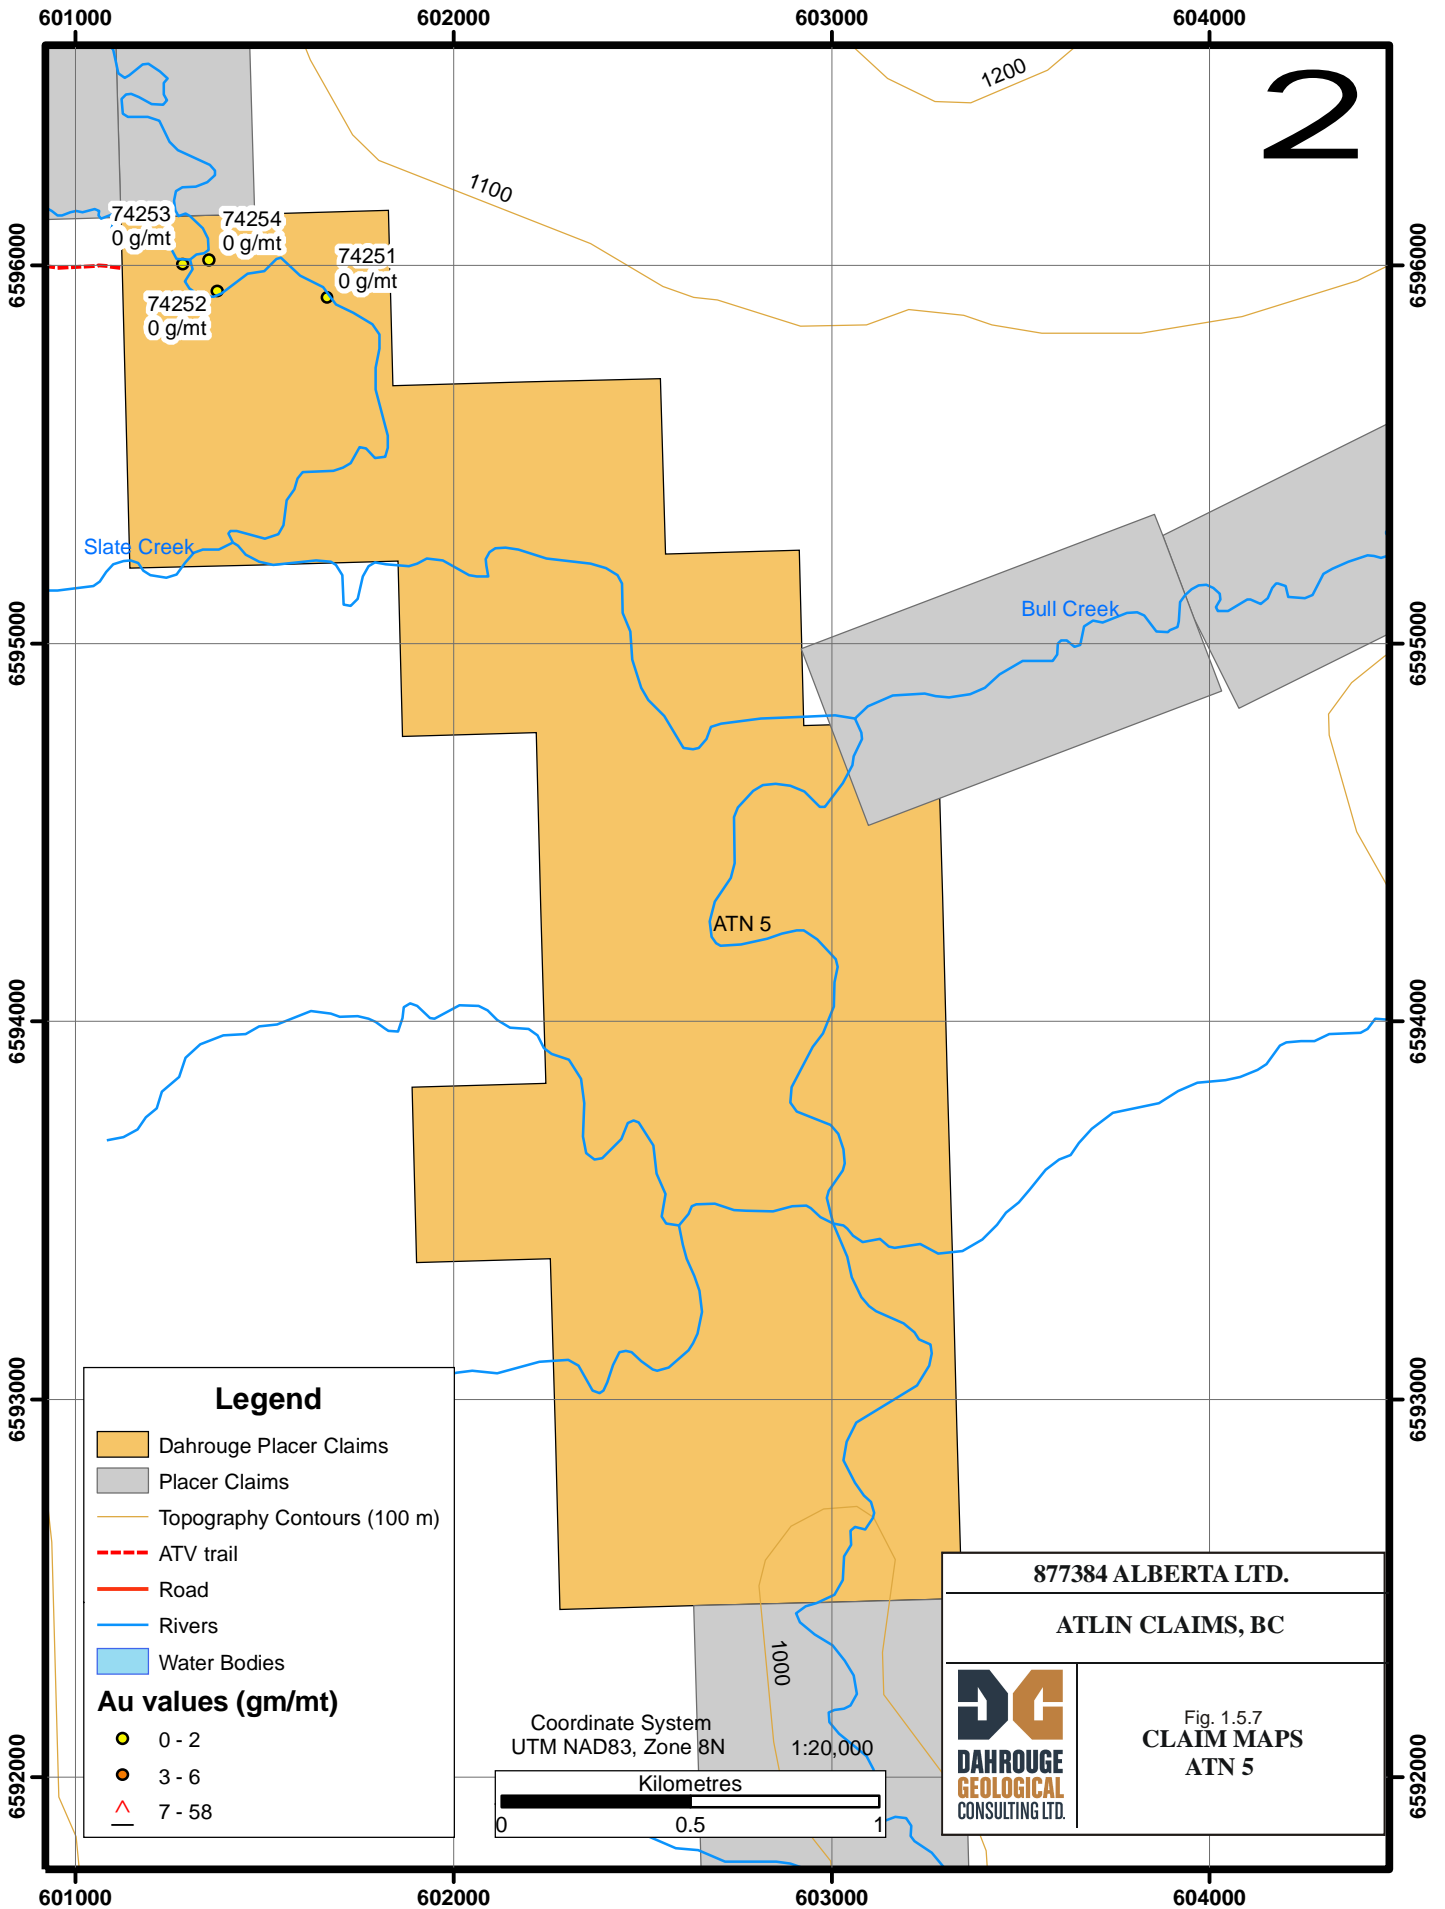 601000 602000 603000 604000
2
1200
1100
74253
0 g/mt
74254
0 g/mt
74251
0 g/mt
74252
0 g/mt
6596000
6596000
Slate Creek
Bull Creek
6595000
6595000
ATN 5
6594000
6594000
6593000
6593000
Legend
Dahrouge Placer Claims
Placer Claims
Topography Contours (100 m)
ATV trail
Road
Rivers
Water Bodies
Au values (gm/mt)
0 - 2
3 - 6
7 - 58
1000
Coordinate System
UTM NAD83, Zone 8N
1:20,000
Kilometres
0 0.5 1
877384 ALBERTA LTD.
ATLIN CLAIMS, BC
DAHROUGE
GEOLOGICAL
CONSULTING LTD.
Fig. 1.5.7
CLAIM MAPS
ATN 5
6592000
6592000
601000 602000 603000 604000